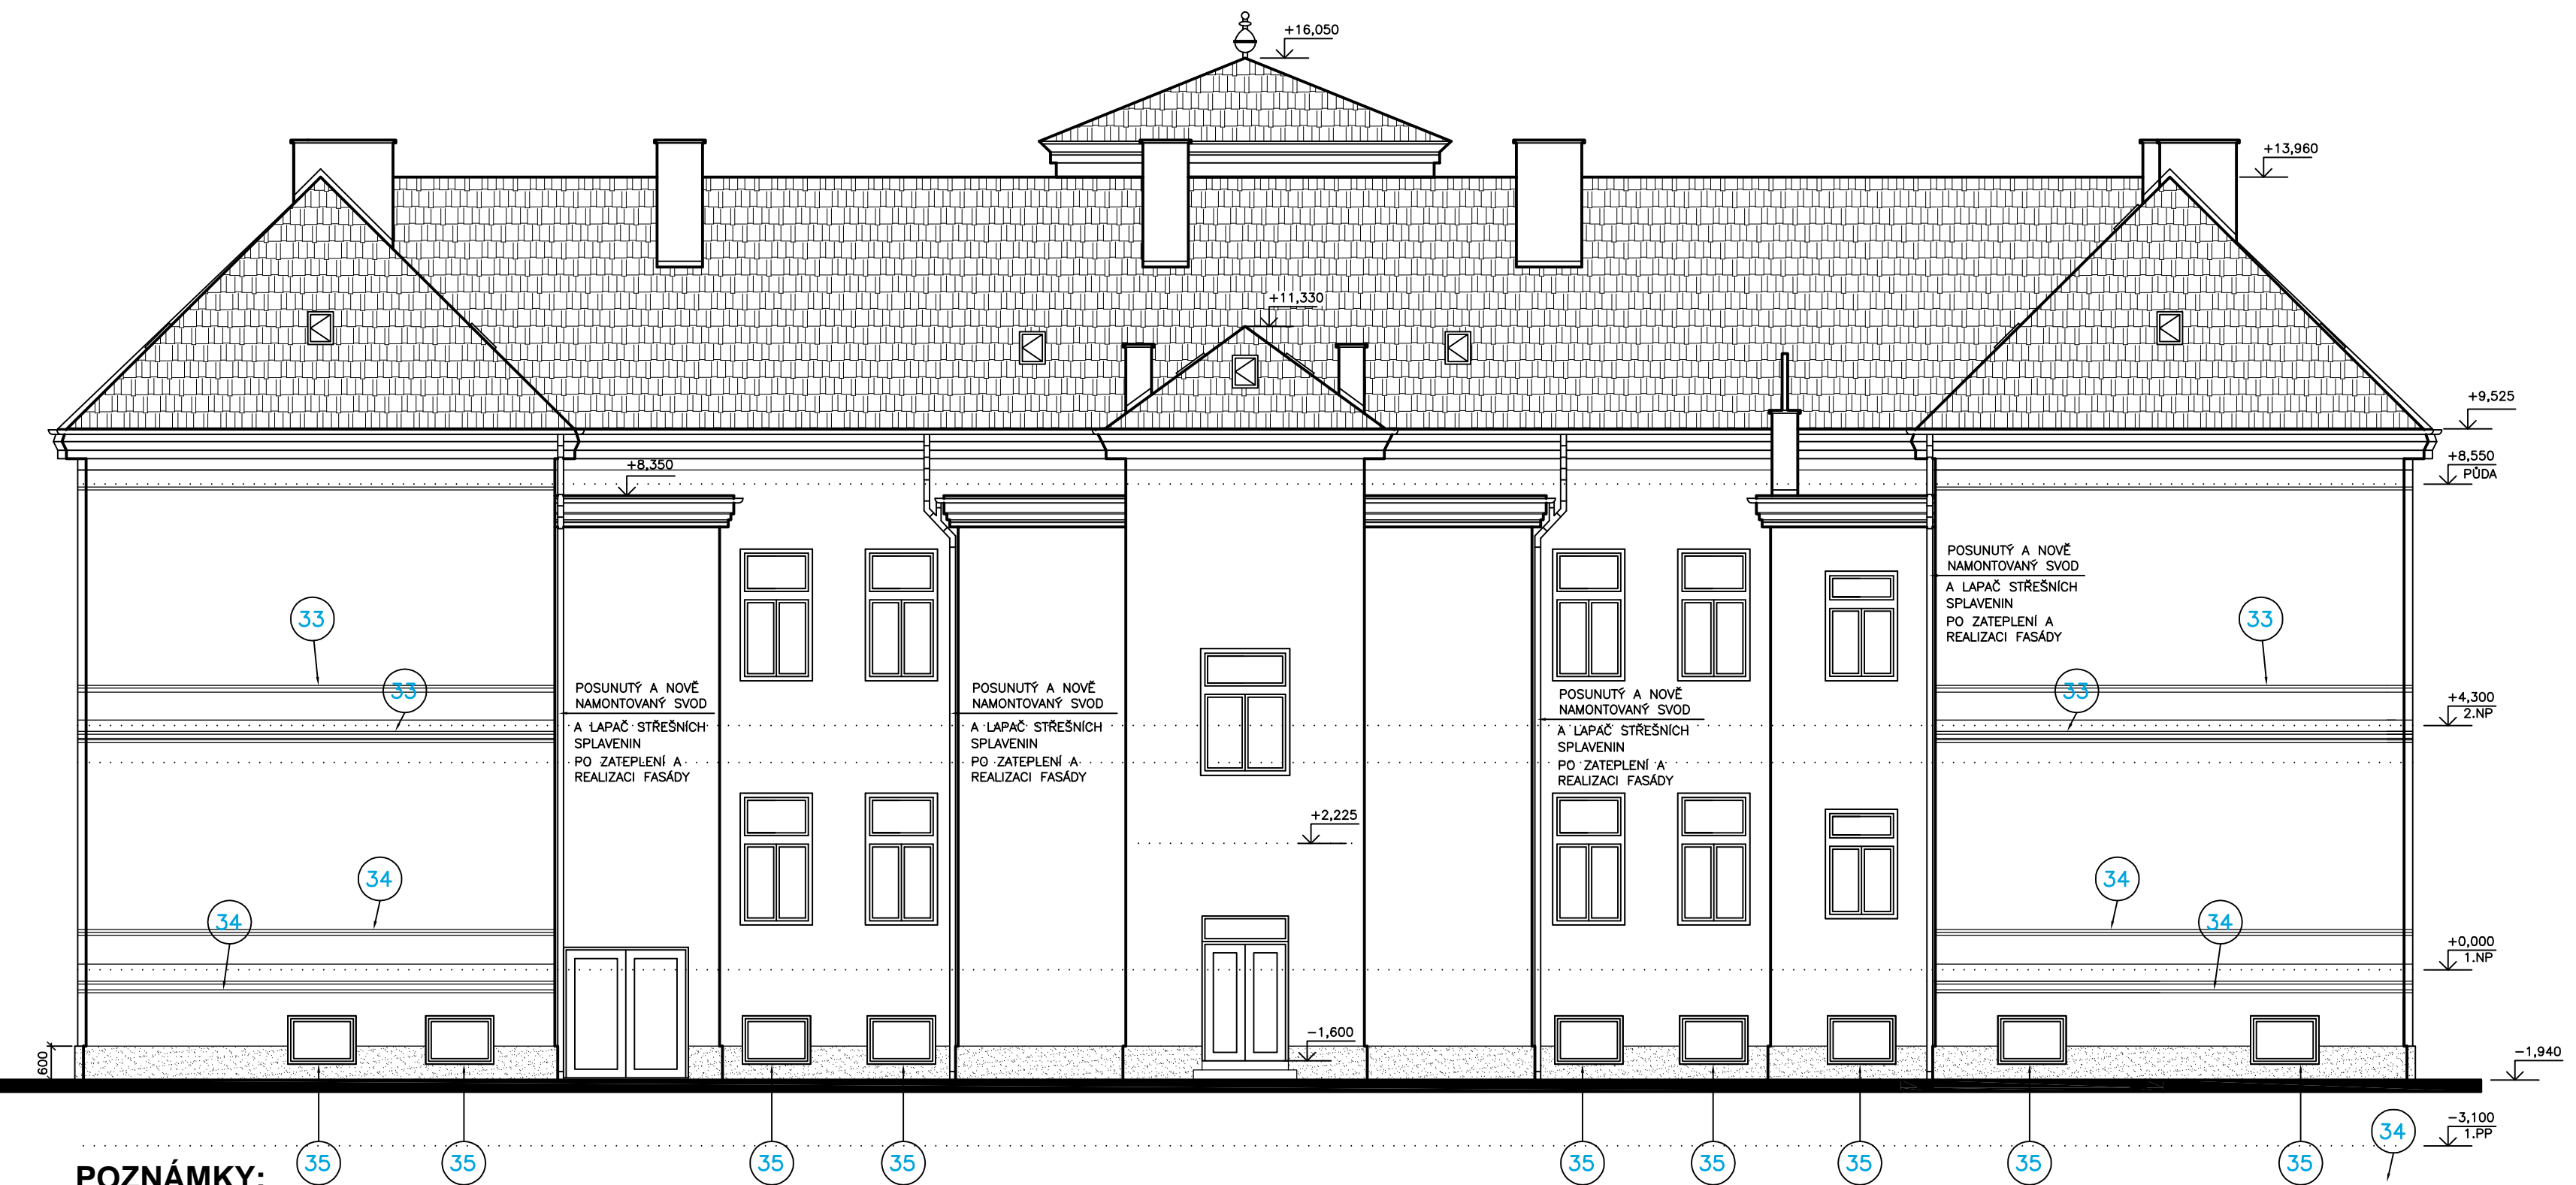 +16,050
+13,960
+11,330
+9,525
+8,350
+8,550
PŮDA
POSUNUTÝ A NOVĚ
NAMONTOVANÝ SVOD
A LAPAČ STŘEŠNÍCH
SPLAVENIN
PO ZATEPLENÍ A
REALIZACI FASÁDY
33
33
33
33
POSUNUTÝ A NOVĚ
NAMONTOVANÝ SVOD
A LAPAČ STŘEŠNÍCH
SPLAVENIN
PO ZATEPLENÍ A
REALIZACI FASÁDY
POSUNUTÝ A NOVĚ
NAMONTOVANÝ SVOD
A LAPAČ STŘEŠNÍCH
SPLAVENIN
PO ZATEPLENÍ A
REALIZACI FASÁDY
POSUNUTÝ A NOVĚ
NAMONTOVANÝ SVOD
A LAPAČ STŘEŠNÍCH
SPLAVENIN
PO ZATEPLENÍ A
REALIZACI FASÁDY
+4,300
2.NP
+2,225
34
34
34
34
+0,000
1.NP
-1,600
600
-1,940
-3,100
1.PP
34
35
35
35
35
35
35
35
35
35
POZNÁMKY: